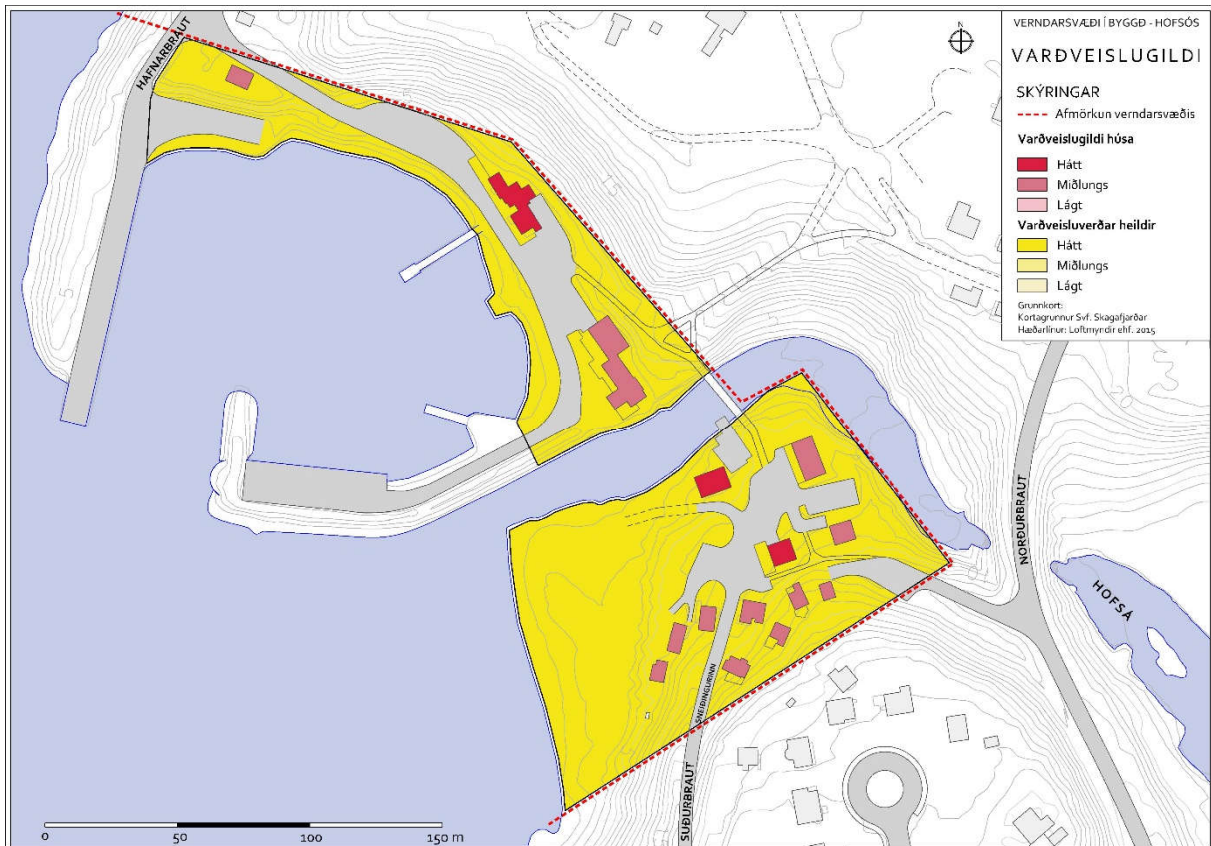 VERNDARSVÆÐI Í BYGGÐ - HOFSÓS
VARÐVEISLUGILDI
SKÝRINGAR
Afmörkun verndarsvæðis
Varðveislugildi húsa
Hátt
Miðlungs
Lágt
Varðveisluverðar heildir
Hátt
Miðlungs
Lágt
Grunnkort:
Kortagrunnur Svf. Skagafjarðar
Hæðarlínur: Loftmyndir ehf. 2015
N
HAFNARBRAUT
NORÐURBRAUT
HOFSÁ
SNEIÐINGURINN
SUÐURBRAUT
0 50 100 150 m